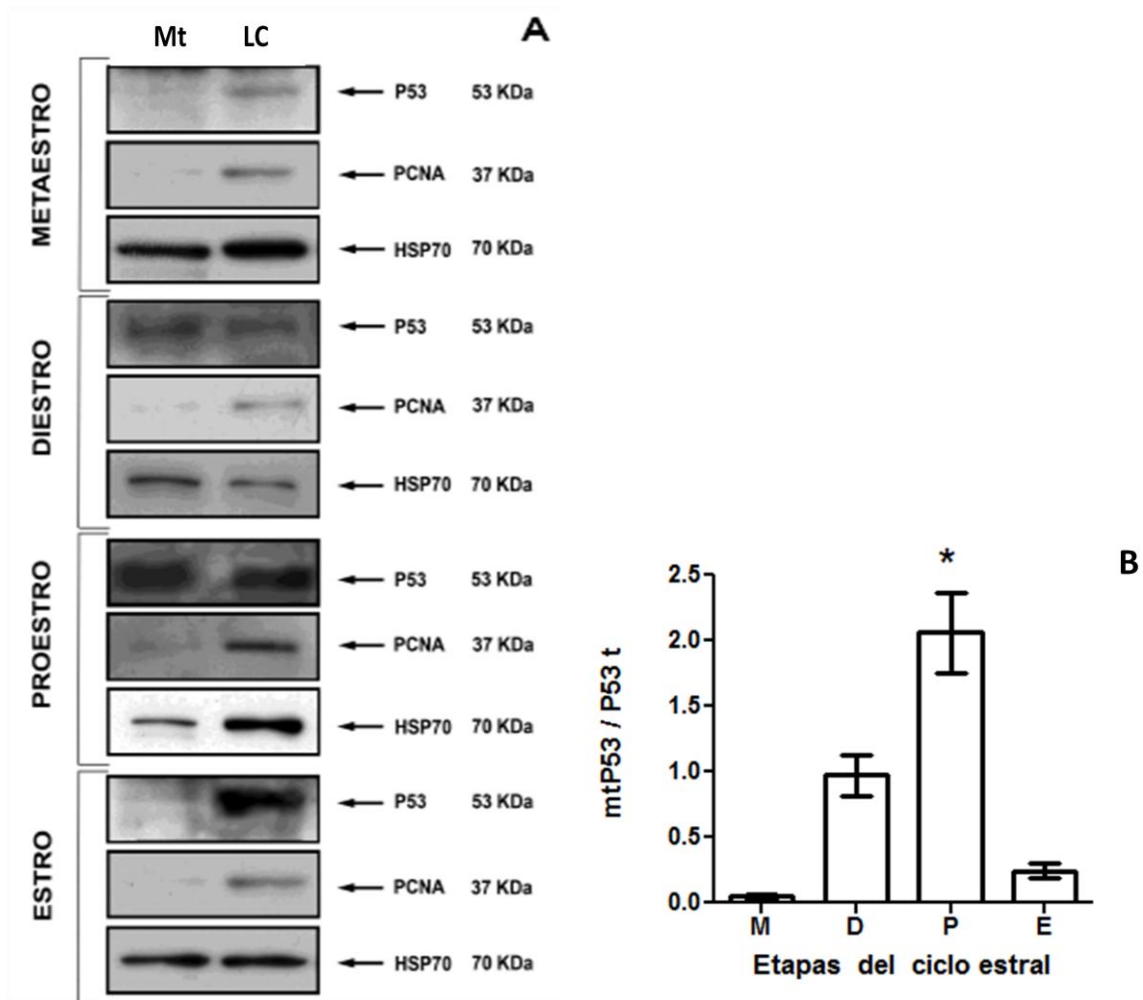 A
Mt LC
METAESTRO
P53 53 KDa
PCNA 37 KDa
HSP70 70 KDa
DIESTRO
P53 53 KDa
PCNA 37 KDa
HSP70 70 KDa
PROESTRO
P53 53 KDa
PCNA 37 KDa
HSP70 70 KDa
ESTRO
P53 53 KDa
PCNA 37 KDa
HSP70 70 KDa
B
mtP53 / P53 t
*
2.5
2.0
1.5
1.0
0.5
0.0
M D P E
Etapas del ciclo estral